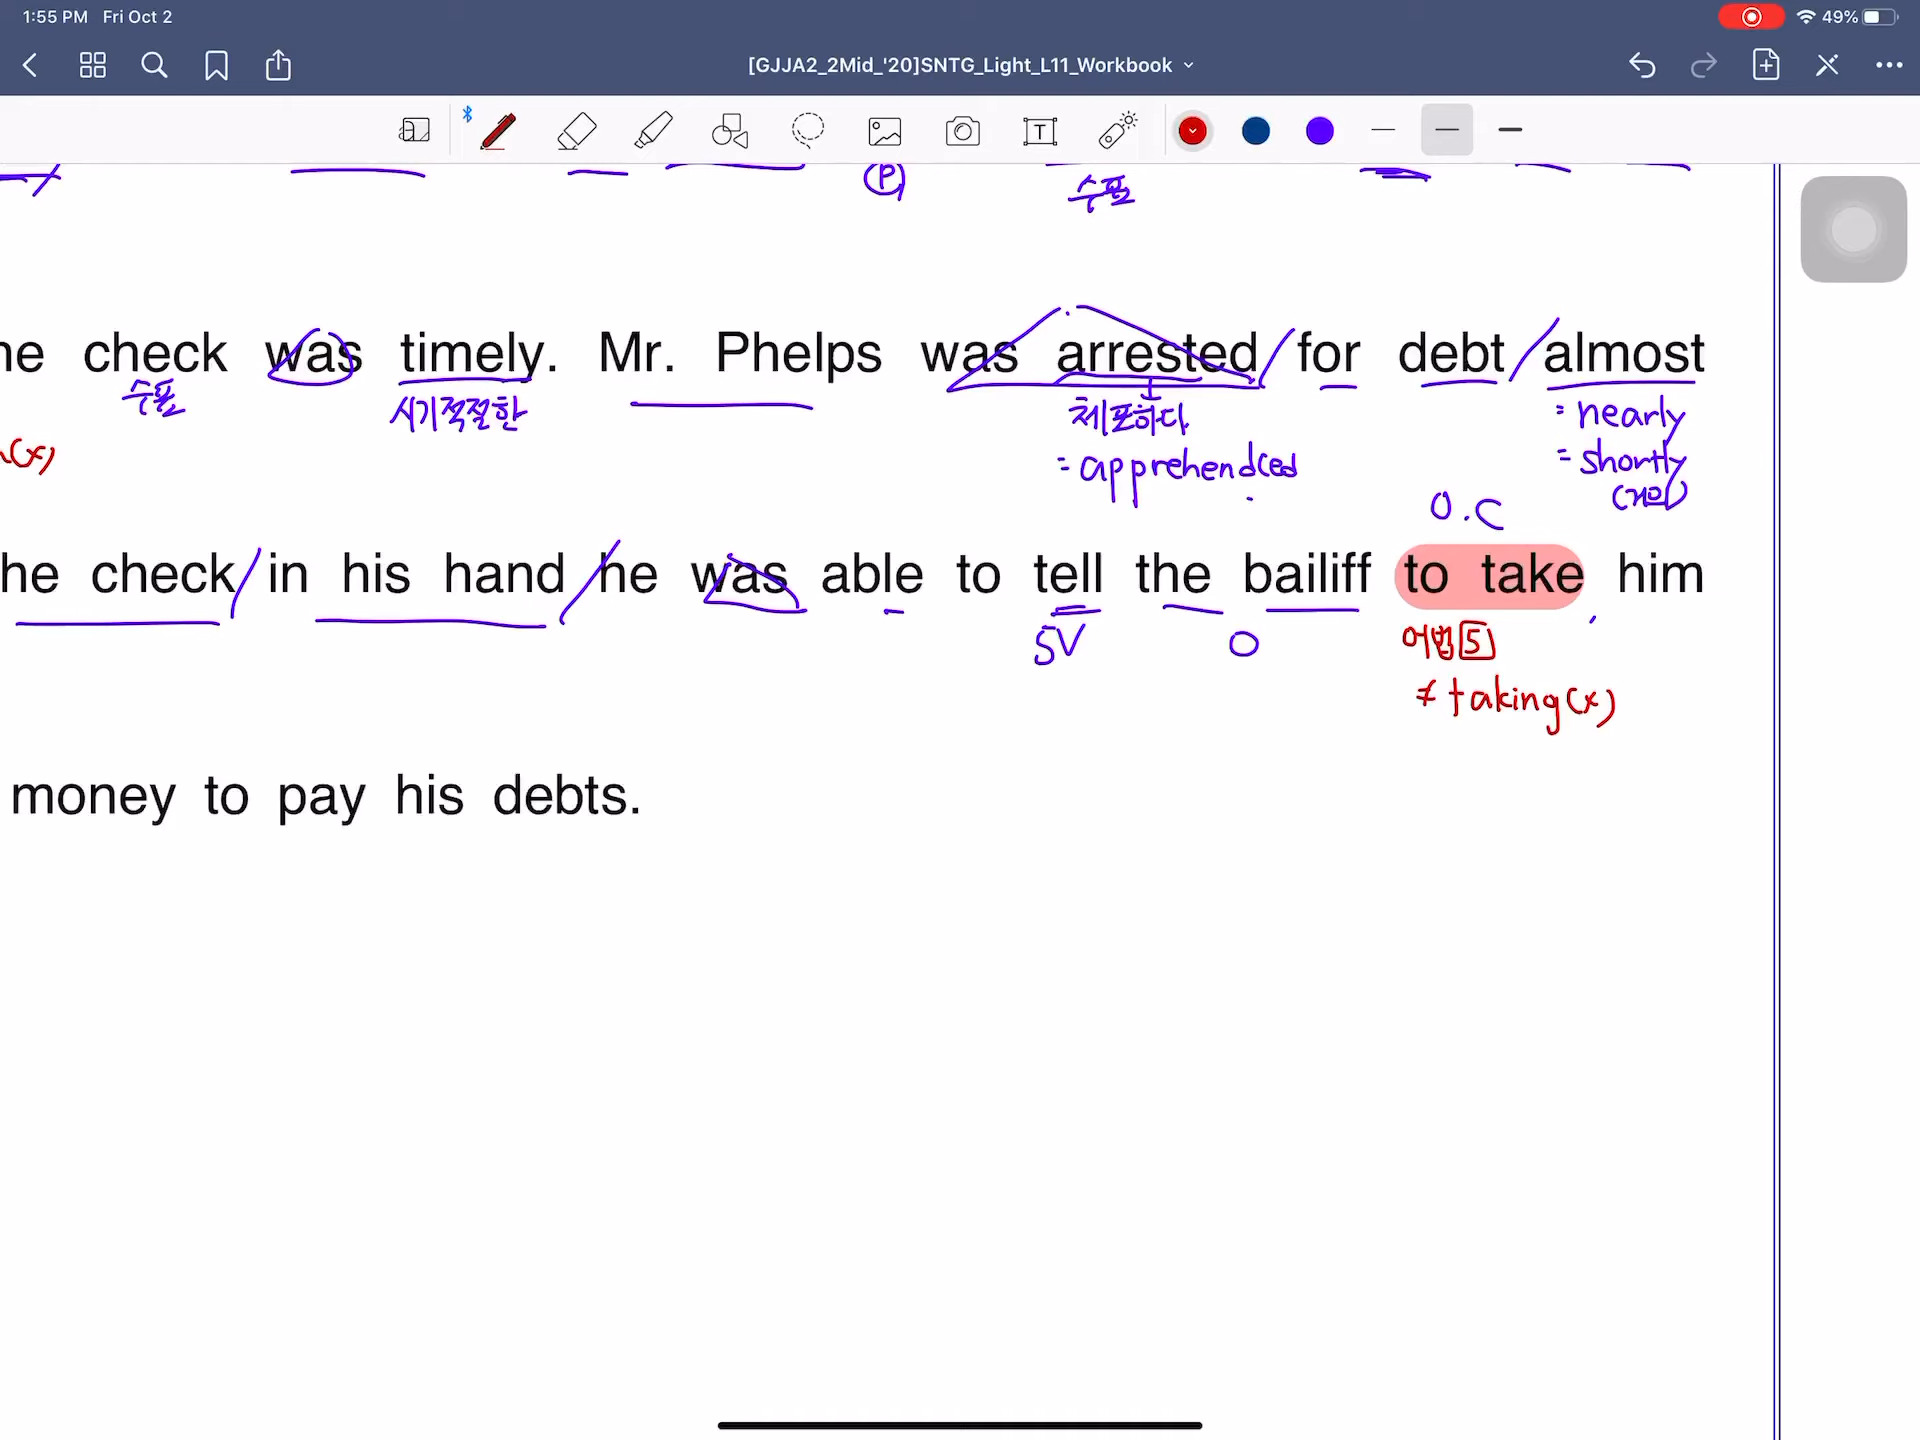 1:55 PM Fri Oct 2 49%
[GJJA2_2Mid_'20]SNTG_Light_L11_Workbook
P 수표
he check was timely. Mr. Phelps was arrested for debt almost
수표 시기적절한 체포하다 = nearly
(x) = apprehend(ed = shortly
O.C (거의)
he check in his hand he was able to tell the bailiff to take him
5V O 어법 5
≠ taking(x)
money to pay his debts.